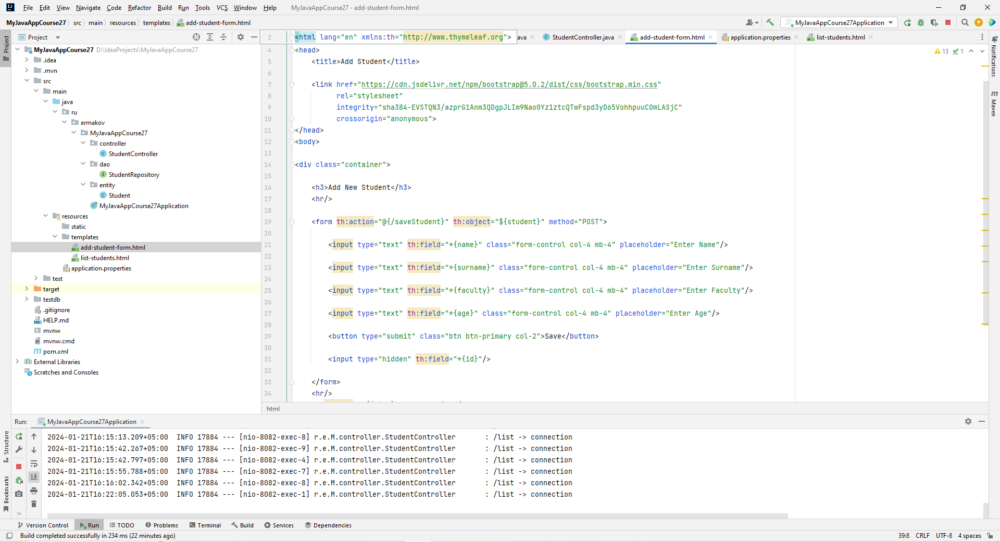 File Edit View Navigate Code Refactor Build Run Tools VCS Window Help MyJavaAppCourse27 - add-student-form.html
MyJavaAppCourse27 src main resources templates add-student-form.html MyJavaAppCourse27Application
Project
2 <html lang="en" xmlns:th="http://www.thymeleaf.org"> ava StudentController.java add-student-form.html application.properties list-students.html
MyJavaAppCourse27 D:\IdeaProjects\MyJavaAppCourse27
.idea
.mvn
src
main
java
ru
ermakov
MyJavaAppCourse27
controller
StudentController
dao
StudentRepository
entity
Student
MyJavaAppCourse27Application
resources
static
templates
add-student-form.html
list-students.html
application.properties
test
target
testdb
.gitignore
HELP.md
mvnw
mvnw.cmd
pom.xml
External Libraries
Scratches and Consoles
13 1
4 <head>
5 <title>Add Student</title>
6
7 <link href="https://cdn.jsdelivr.net/npm/bootstrap@5.0.2/dist/css/bootstrap.min.css"
8 rel="stylesheet"
9 integrity="sha384-EVSTQN3/azprG1Anm3QDgpJLIm9Nao0Yz1ztcQTwFspd3yD65VohhpuuCOmLASjC"
10 crossorigin="anonymous">
11 </head>
12 <body>
13
14 <div class="container">
15
16 <h3>Add New Student</h3>
17 <hr/>
18
19 <form th:action="@{/saveStudent}" th:object="${student}" method="POST">
20
21 <input type="text" th:field="*{name}" class="form-control col-4 mb-4" placeholder="Enter Name"/>
22
23 <input type="text" th:field="*{surname}" class="form-control col-4 mb-4" placeholder="Enter Surname"/>
24
25 <input type="text" th:field="*{faculty}" class="form-control col-4 mb-4" placeholder="Enter Faculty"/>
26
27 <input type="text" th:field="*{age}" class="form-control col-4 mb-4" placeholder="Enter Age"/>
28
29 <button type="submit" class="btn btn-primary col-2">Save</button>
30
31 <input type="hidden" th:field="*{id}"/>
32
33 </form>
34 <hr/>
html
Project
Structure
Bookmarks
Notifications
Maven
Run: MyJavaAppCourse27Application
2024-01-21T16:15:13.209+05:00 INFO 17884 --- [nio-8082-exec-8] r.e.M.controller.StudentController : /list -> connection
2024-01-21T16:15:42.267+05:00 INFO 17884 --- [nio-8082-exec-9] r.e.M.controller.StudentController : /list -> connection
2024-01-21T16:15:42.797+05:00 INFO 17884 --- [nio-8082-exec-4] r.e.M.controller.StudentController : /list -> connection
2024-01-21T16:15:55.788+05:00 INFO 17884 --- [nio-8082-exec-7] r.e.M.controller.StudentController : /list -> connection
2024-01-21T16:16:02.342+05:00 INFO 17884 --- [nio-8082-exec-8] r.e.M.controller.StudentController : /list -> connection
2024-01-21T16:22:05.053+05:00 INFO 17884 --- [nio-8082-exec-1] r.e.M.controller.StudentController : /list -> connection
Version Control Run TODO Problems Terminal Build Services Dependencies
Build completed successfully in 234 ms (22 minutes ago) 39:8 CRLF UTF-8 4 spaces